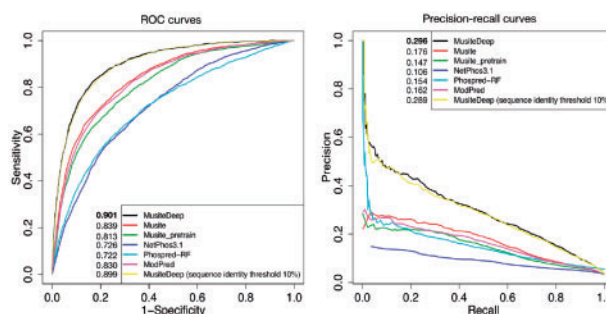 ROC curves
Sensitivity
1.0
0.8
0.6
0.4
0.2
0.0
0.901 MusiteDeep
0.839 Musite
0.813 Musite_pretrain
0.726 NetPhos3.1
0.722 Phospred-RF
0.830 ModPred
0.899 MusiteDeep (sequence identity threshold 10%)
0.0 0.2 0.4 0.6 0.8 1.0
1-Specificity
Precision-recall curves
Precision
1.0
0.8
0.6
0.4
0.2
0.0
0.296 MusiteDeep
0.176 Musite
0.147 Musite_pretrain
0.106 NetPhos3.1
0.154 Phospred-RF
0.162 ModPred
0.289 MusiteDeep (sequence identity threshold 10%)
0.0 0.2 0.4 0.6 0.8 1.0
Recall